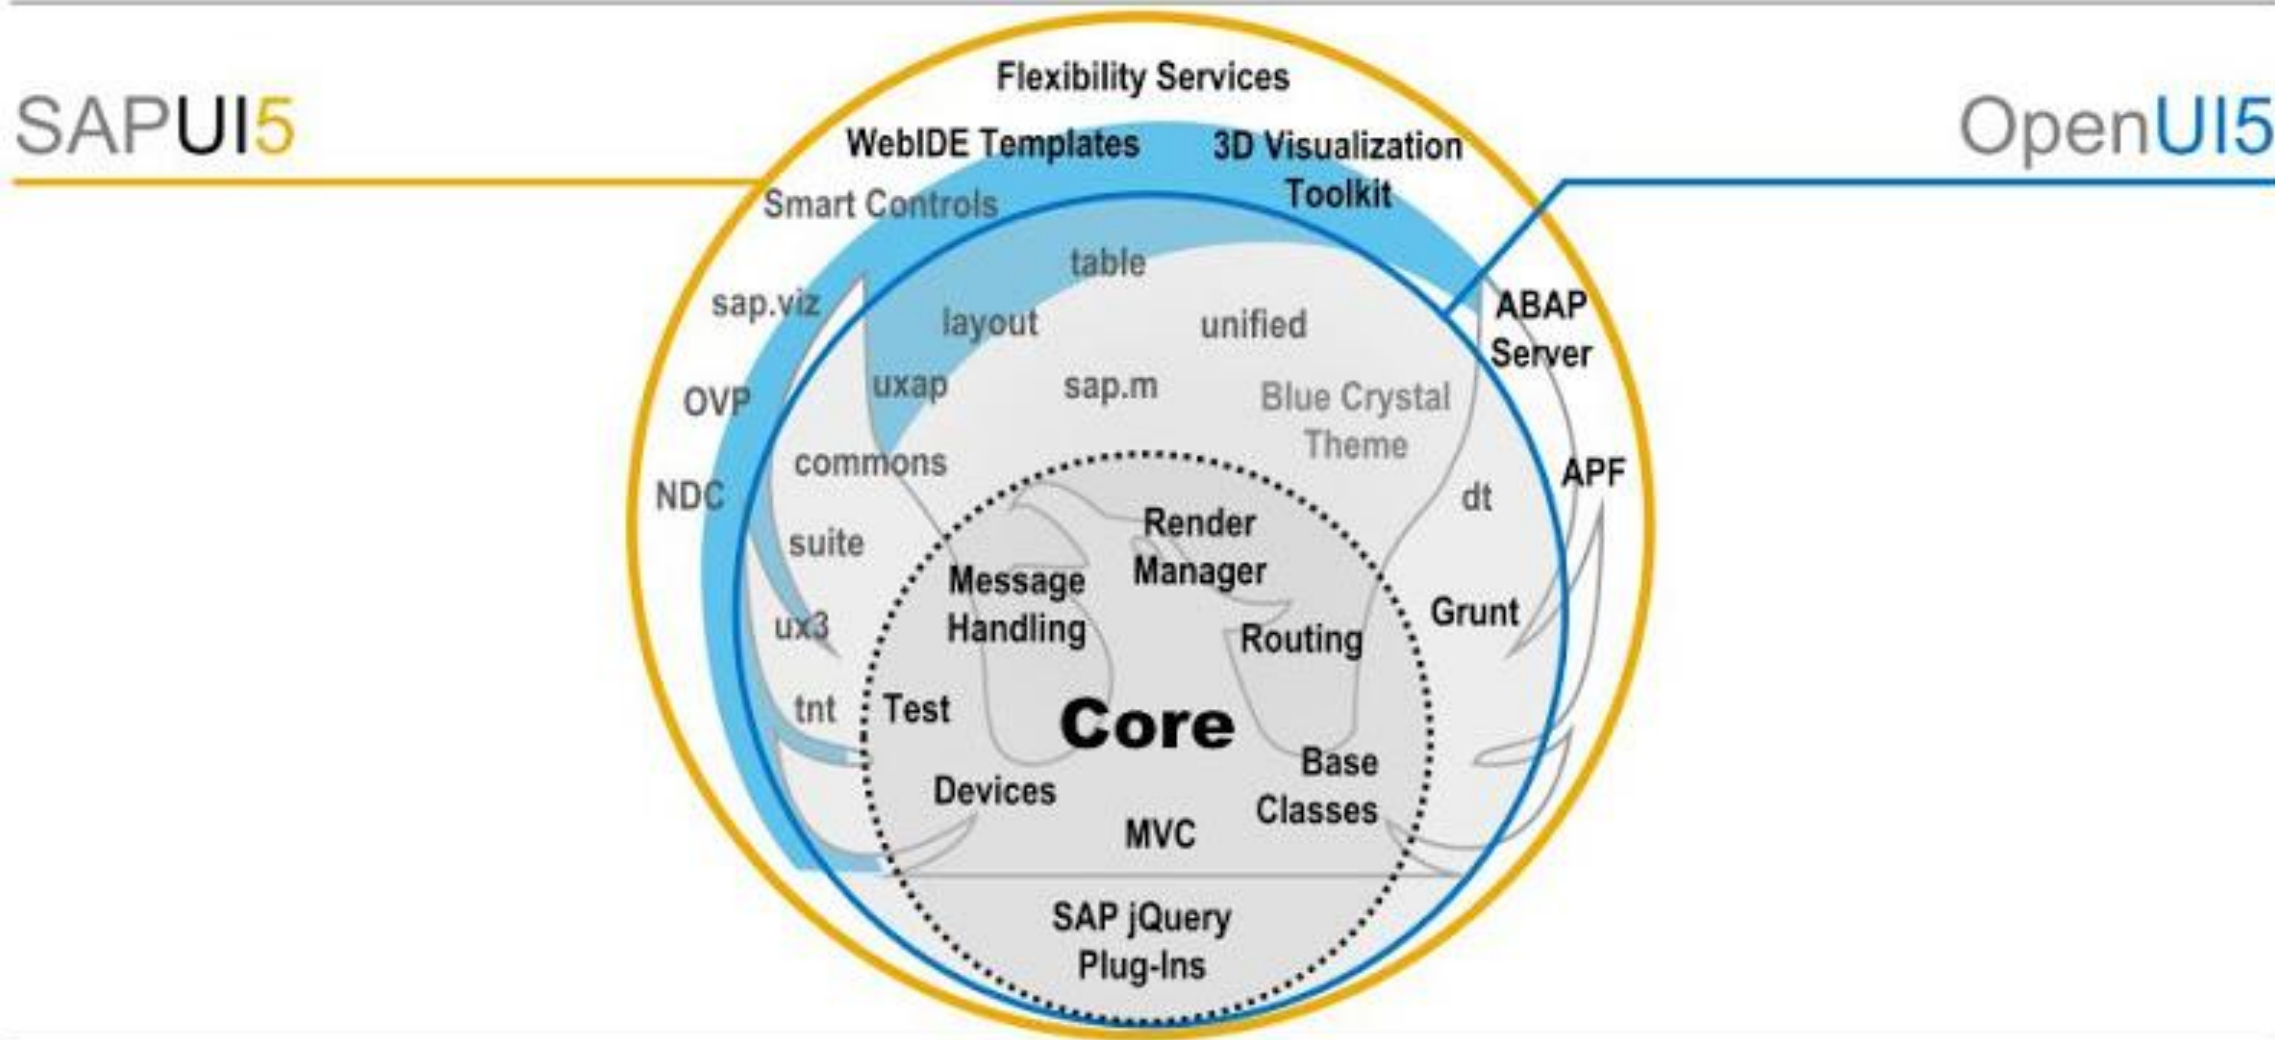 Flexibility Services
SAPUI5
OpenUI5
WebIDE Templates
3D Visualization
Toolkit
Smart Controls
table
sap.viz
layout
unified
ABAP
Server
OVP
uxap
sap.m
Blue Crystal
Theme
commons
APF
NDC
dt
suite
Render
Manager
Message
Handling
Grunt
ux3
Routing
tnt
Test
Core
Base
Classes
Devices
MVC
SAP jQuery
Plug-Ins